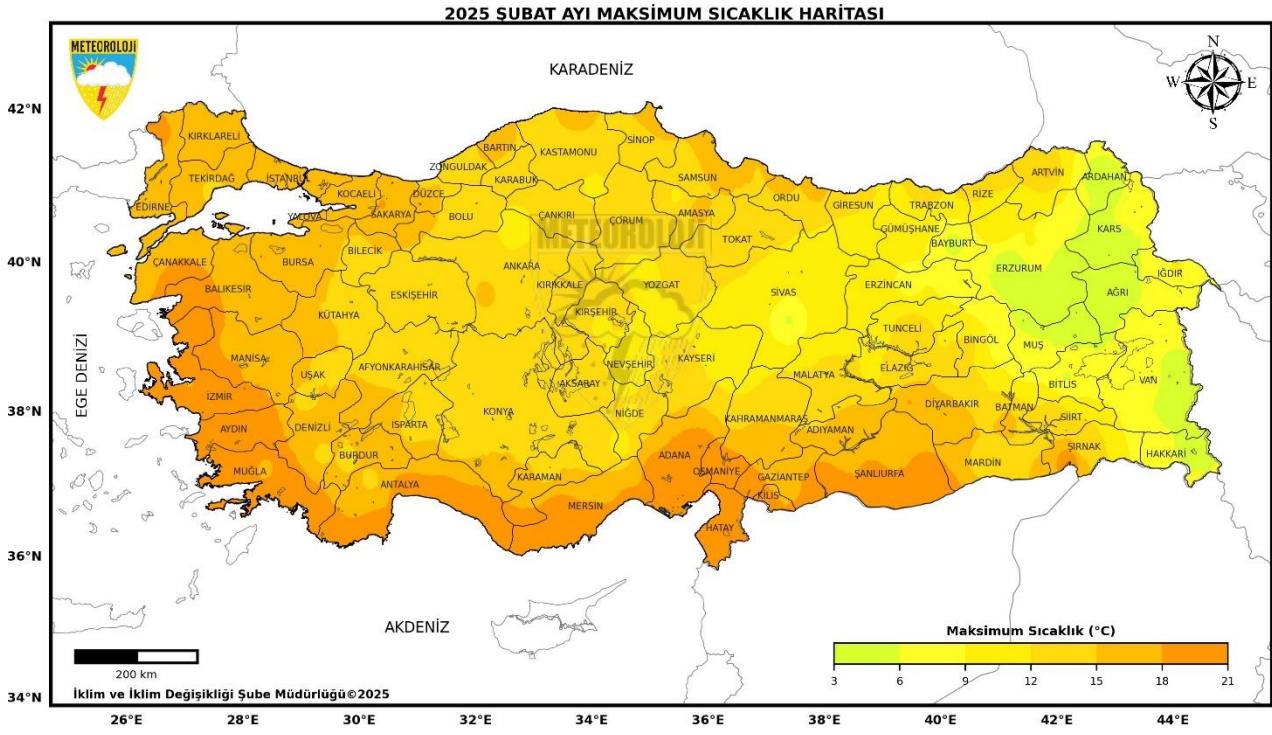 2025 ŞUBAT AYI MAKSİMUM SICAKLIK HARİTASI
METEOROLOJİ
KARADENİZ
N
W E
S
42°N
40°N
38°N
36°N
34°N
KIRKLARELİ
TEKİRDAĞ
İSTANBUL
EDİRNE
YALOVA
KOCAELİ
SAKARYA
DÜZCE
ZONGULDAK
BARTIN
KARABÜK
KASTAMONU
SİNOP
SAMSUN
ORDU
GİRESUN
TRABZON
RİZE
ARTVİN
ARDAHAN
ÇANAKKALE
BALIKESİR
BURSA
BİLECİK
BOLU
ÇANKIRI
ÇORUM
AMASYA
TOKAT
GÜMÜŞHANE
BAYBURT
KARS
METEOROLOJİ
ESKİŞEHİR
ANKARA
KIRIKKALE
YOZGAT
SİVAS
ERZİNCAN
ERZURUM
AĞRI
IĞDIR
KÜTAHYA
KIRŞEHİR
TUNCELİ
BİNGÖL
MUŞ
MANİSA
UŞAK
AFYONKARAHİSAR
NEVŞEHİR
KAYSERİ
MALATYA
ELAZIĞ
BİTLİS
VAN
EGE DENİZİ
İZMİR
AKSARAY
AYDIN
DENİZLİ
ISPARTA
KONYA
NİĞDE
KAHRAMANMARAŞ
ADIYAMAN
DİYARBAKIR
BATMAN
SİİRT
MUĞLA
BURDUR
ANTALYA
KARAMAN
MERSİN
ADANA
OSMANİYE
GAZİANTEP
KİLİS
ŞANLIURFA
MARDİN
ŞIRNAK
HAKKARİ
HATAY
AKDENİZ
Maksimum Sıcaklık (°C)
3 6 9 12 15 18 21
200 km
İklim ve İklim Değişikliği Şube Müdürlüğü©2025
26°E 28°E 30°E 32°E 34°E 36°E 38°E 40°E 42°E 44°E